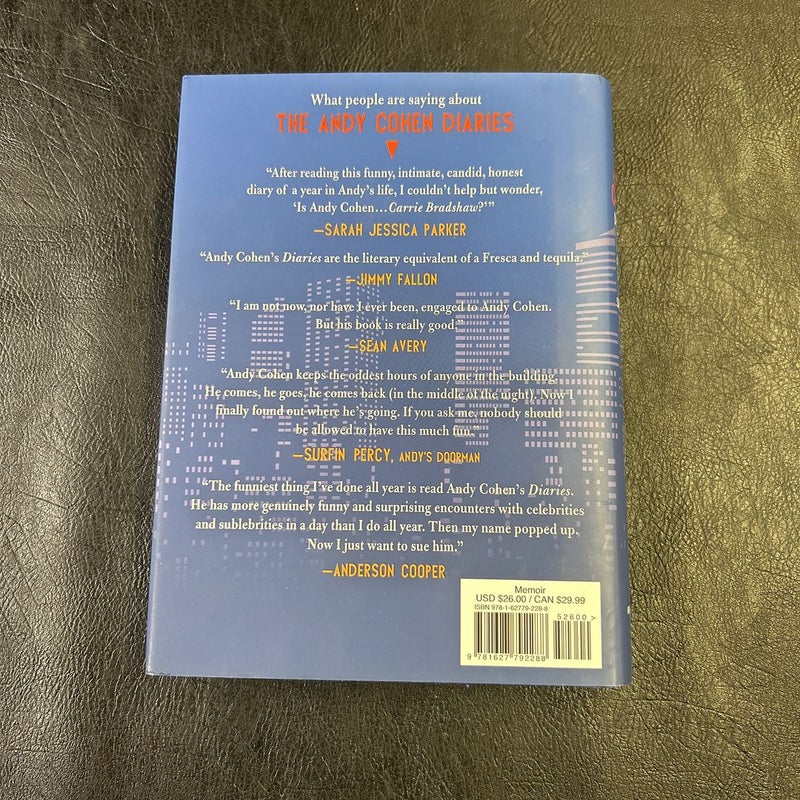 What people are saying about
THE ANDY COHEN DIARIES
“After reading this funny, intimate, candid, honest
diary of a year in Andy’s life, I couldn’t help but wonder,
‘Is Andy Cohen…Carrie Bradshaw?’”
—SARAH JESSICA PARKER
“Andy Cohen’s Diaries are the literary equivalent of a Fresca and tequila.”
—JIMMY FALLON
“I am not now, nor have I ever been, engaged to Andy Cohen.
But his book is really good.”
—SEAN AVERY
“Andy Cohen keeps the oddest hours of anyone in the building.
He comes, he goes, he comes back (in the middle of the night). Now I
finally found out where he’s going. If you ask me, nobody should
be allowed to have this much fun.”
—SURFIN PERCY, ANDY’S DOORMAN
“The funniest thing I’ve done all year is read Andy Cohen’s Diaries.
He has more genuinely funny and surprising encounters with celebrities
and sublebrities in a day than I do all year. Then my name popped up.
Now I just want to sue him.”
—ANDERSON COOPER
Memoir
USD $26.00 / CAN $29.99
ISBN 978-1-62779-228-8
52600>
9 781627 792288